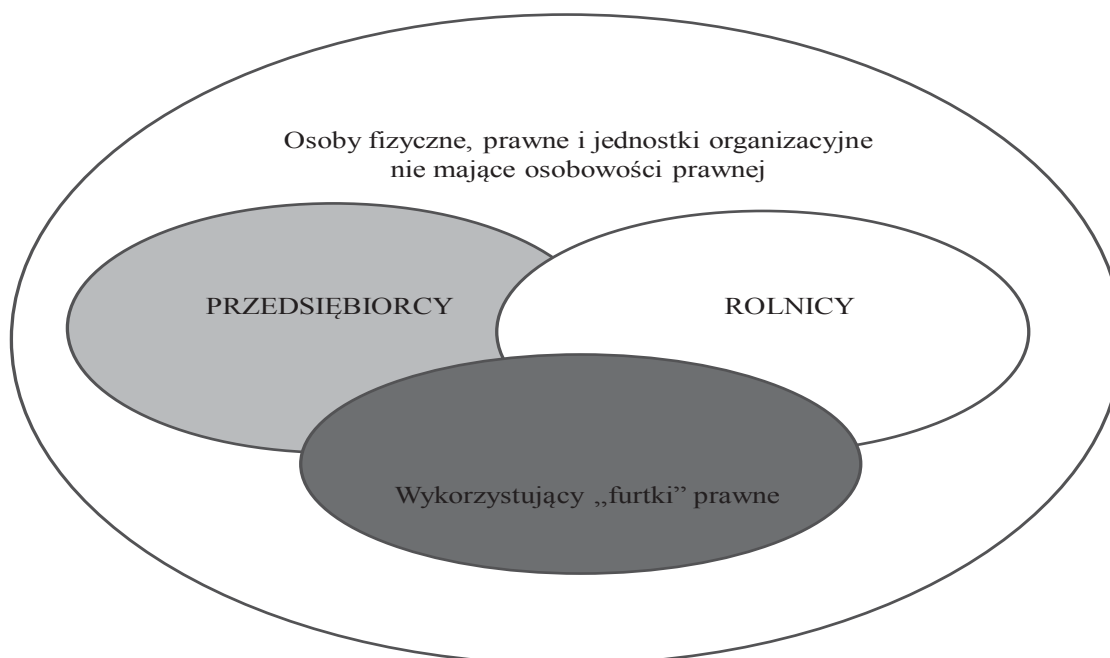 Osoby fizyczne, prawne i jednostki organizacyjne
nie mające osobowości prawnej
PRZEDSIĘBIORCY
ROLNICY
Wykorzystujący „furtki” prawne